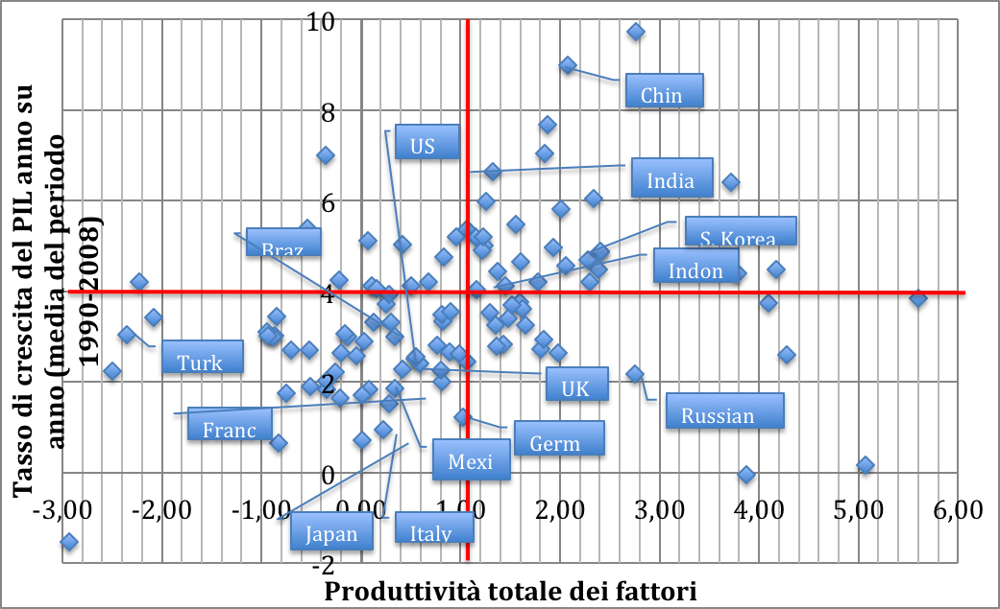 10
Chin
8
US
India
6
S. Korea
Braz
Indon
4
Turk
UK
2
Russian
Franc
Germ
Mexi
0
-3,00 -2,00 -1,00 0,00 1,00 2,00 3,00 4,00 5,00 6,00
Japan
Italy
-2
Tasso di crescita del PIL anno su
anno (media del periodo
1990-2008)
Produttività totale dei fattori